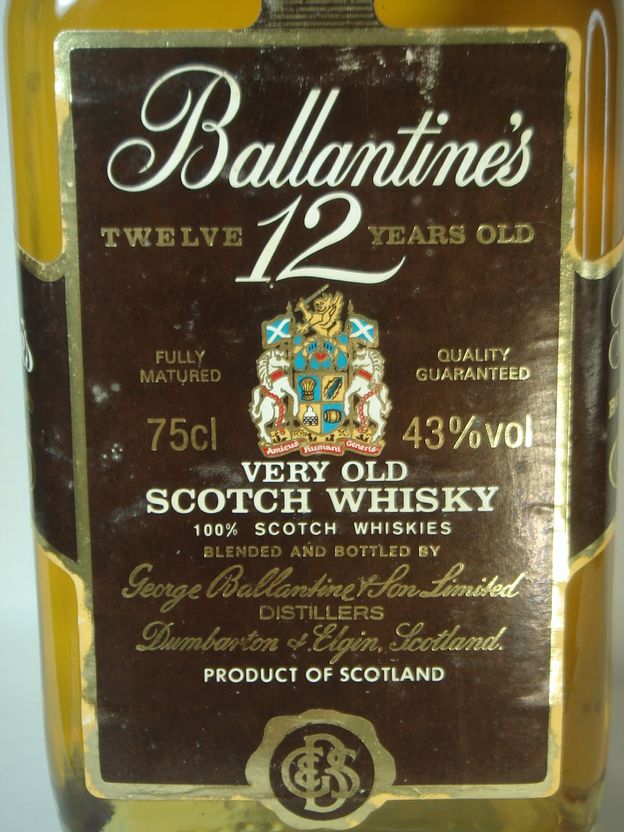 Ballantine's
TWELVE 12 YEARS OLD
FULLY
MATURED
QUALITY
GUARANTEED
75cl
43%vol
Amicus Humani Generis
VERY OLD
SCOTCH WHISKY
100% SCOTCH WHISKIES
BLENDED AND BOTTLED BY
George Ballantine & Son Limited
DISTILLERS
Dumbarton & Elgin, Scotland.
PRODUCT OF SCOTLAND